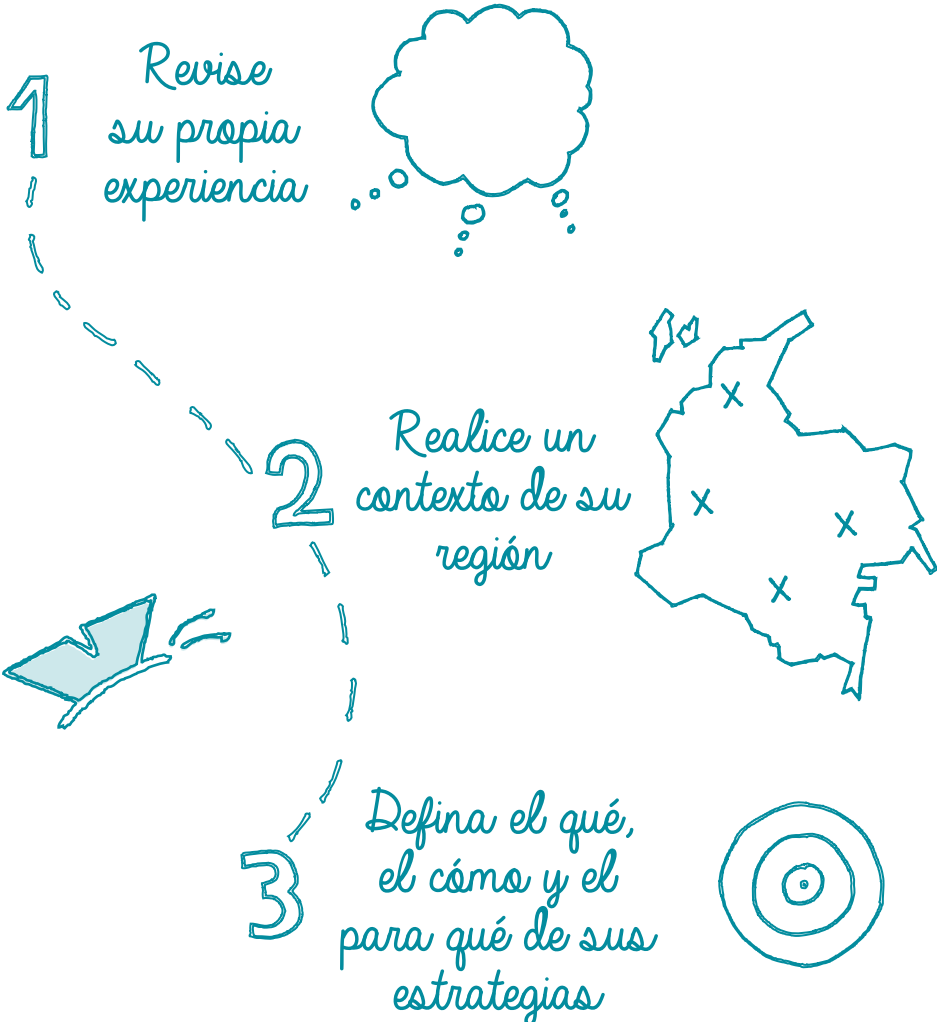 1
Revise
su propia
experiencia
2
Realice un
contexto de su
región
3
Defina el qué,
el cómo y el
para qué de sus
estrategias